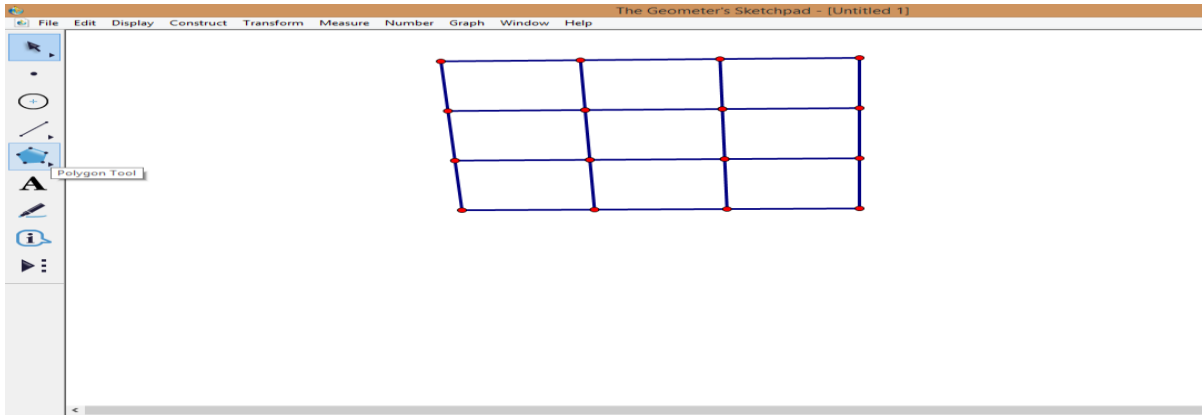 The Geometer's Sketchpad - [Untitled 1]
File Edit Display Construct Transform Measure Number Graph Window Help
Polygon Tool
A